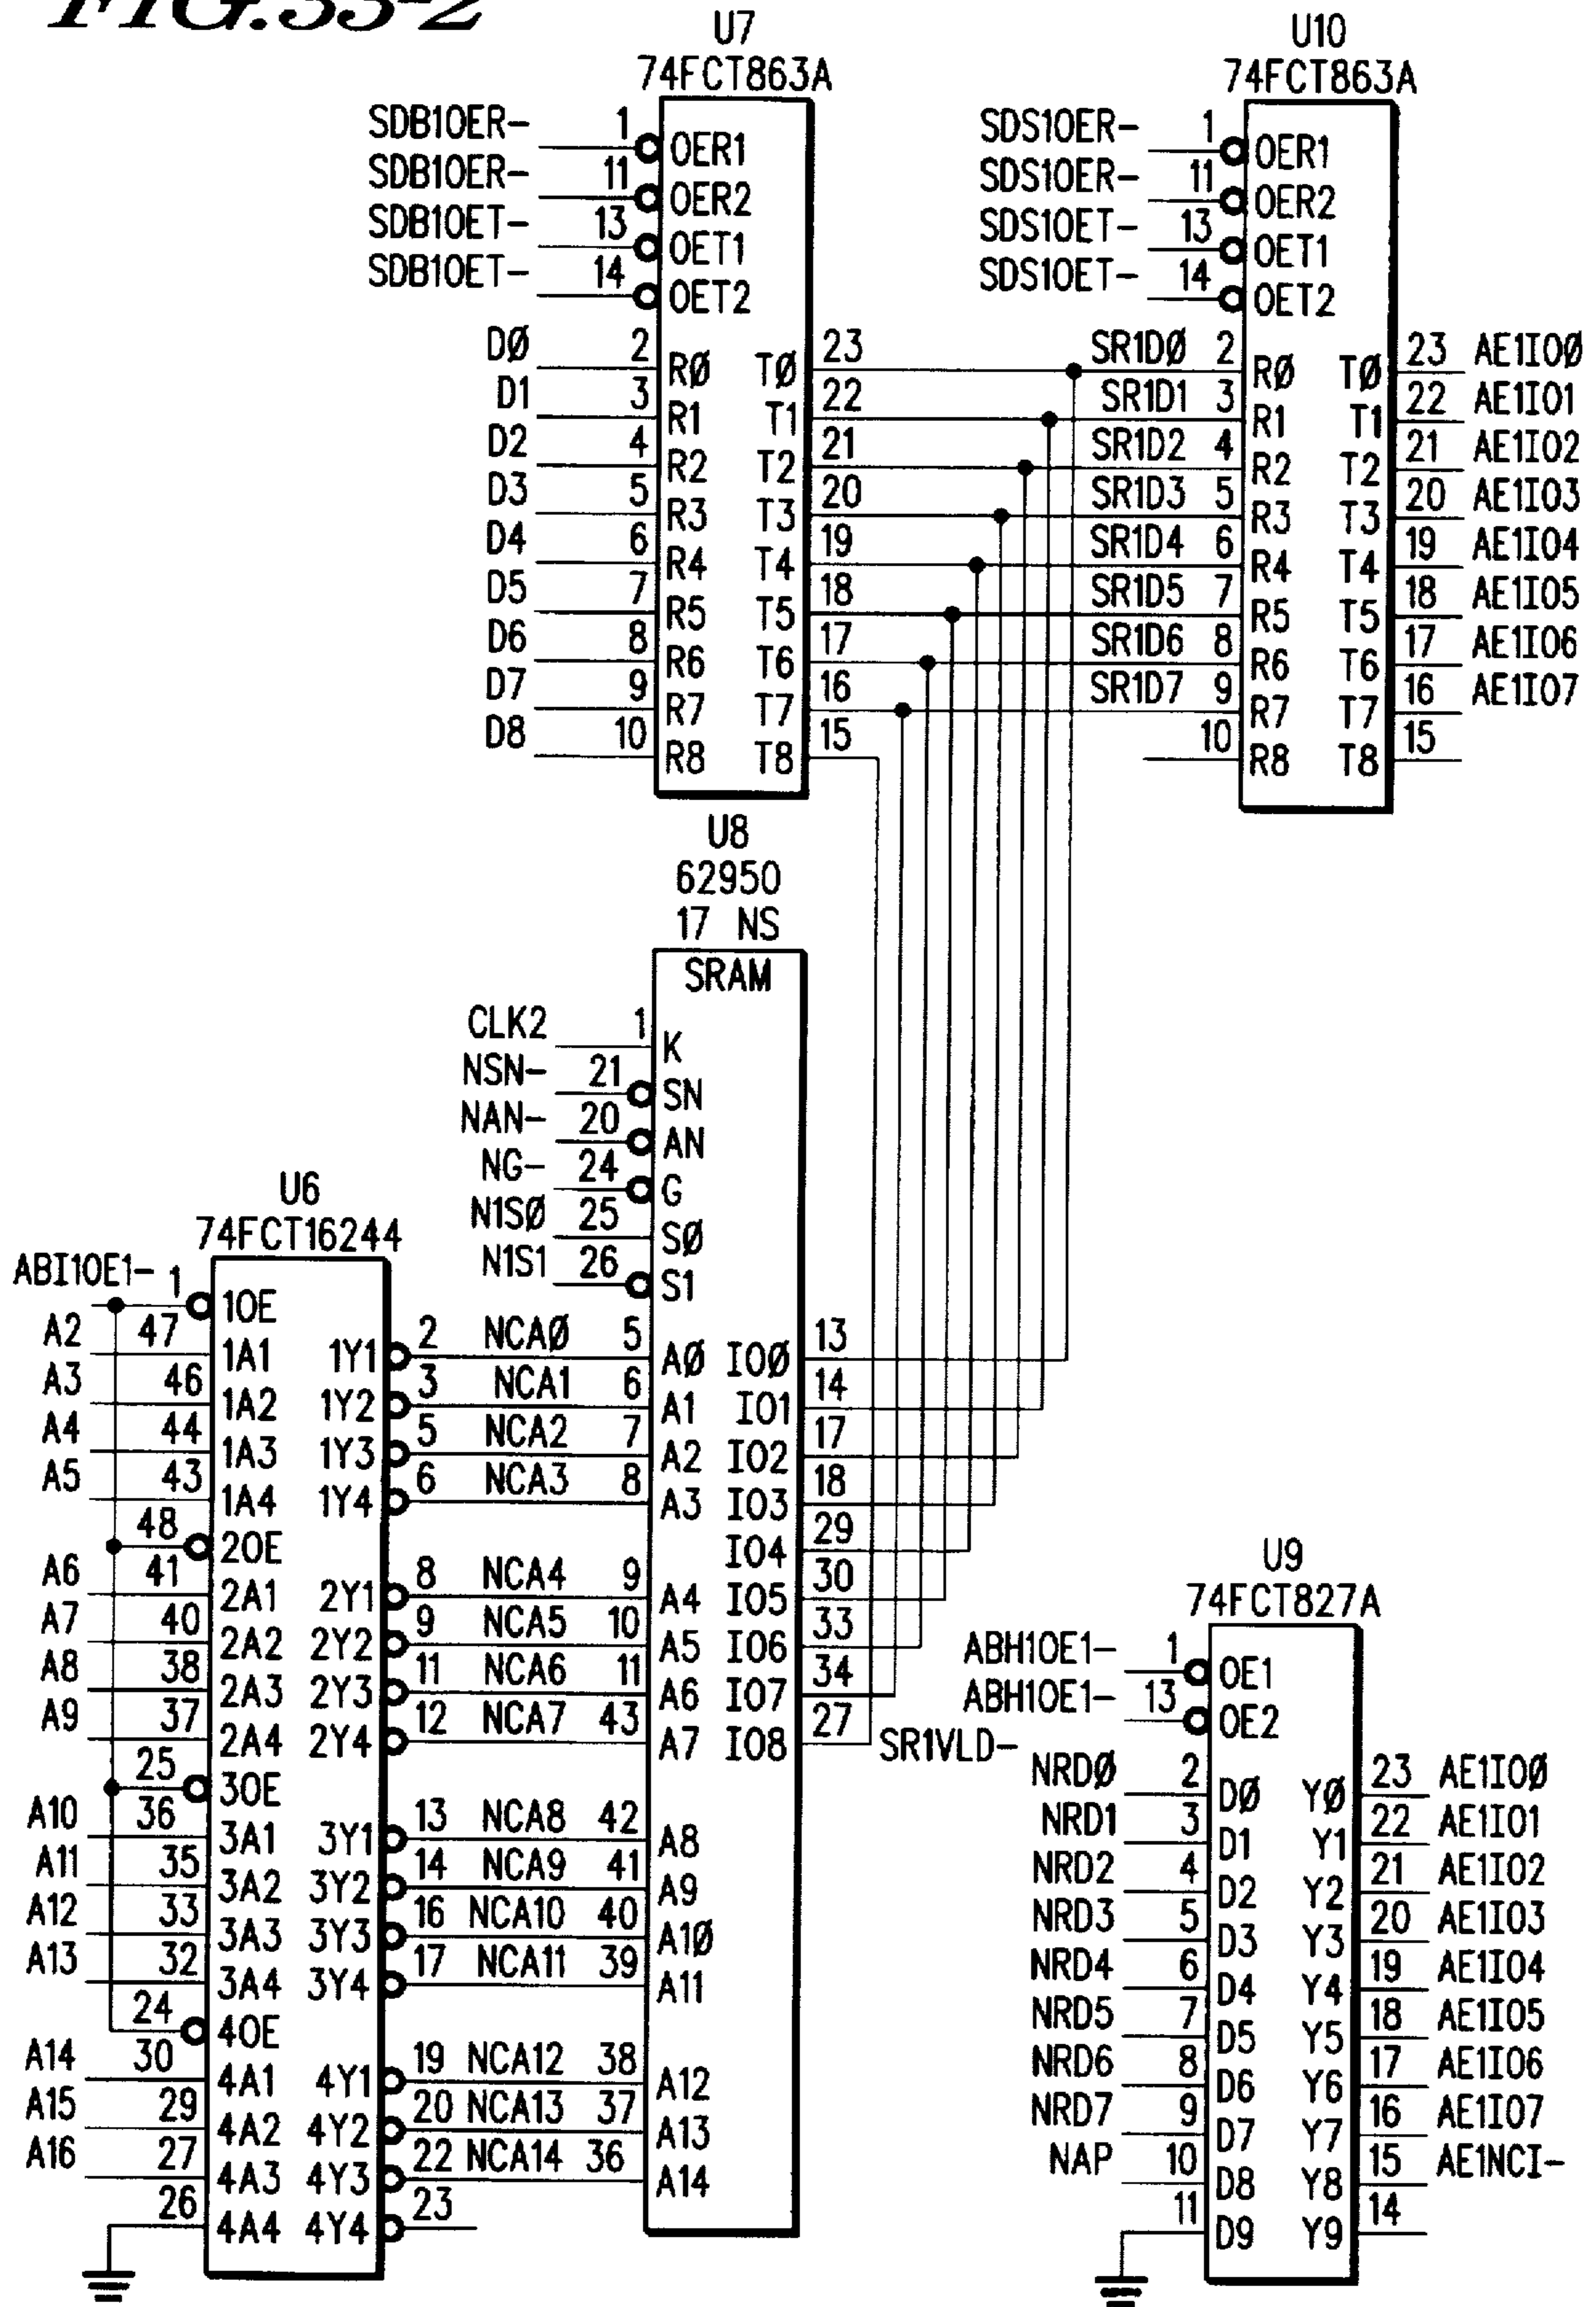 FIG.33-2
U7
74FCT863A
SDB1OER- 1 OER1
SDB1OER- 11 OER2
SDB1OET- 13 OET1
SDB1OET- 14 OET2
DØ 2 RØ TØ 23
D1 3 R1 T1 22
D2 4 R2 T2 21
D3 5 R3 T3 20
D4 6 R4 T4 19
D5 7 R5 T5 18
D6 8 R6 T6 17
D7 9 R7 T7 16
D8 10 R8 T8 15
U10
74FCT863A
SDS1OER- 1 OER1
SDS1OER- 11 OER2
SDS1OET- 13 OET1
SDS1OET- 14 OET2
SR1DØ 2 RØ TØ 23 AE1IOØ
SR1D1 3 R1 T1 22 AE1IO1
SR1D2 4 R2 T2 21 AE1IO2
SR1D3 5 R3 T3 20 AE1IO3
SR1D4 6 R4 T4 19 AE1IO4
SR1D5 7 R5 T5 18 AE1IO5
SR1D6 8 R6 T6 17 AE1IO6
SR1D7 9 R7 T7 16 AE1IO7
10 R8 T8 15
U8
62950
17 NS
SRAM
CLK2 1 K
NSN- 21 SN
NAN- 20 AN
NG- 24 G
N1SØ 25 SØ
N1S1 26 S1
NCAØ 5 AØ IOØ 13
NCA1 6 A1 IO1 14
NCA2 7 A2 IO2 17
NCA3 8 A3 IO3 18
IO4 29
NCA4 9 A4 IO5 30
NCA5 10 A5 IO6 33
NCA6 11 A6 IO7 34
NCA7 43 A7 IO8 27 SR1VLD-
NCA8 42 A8
NCA9 41 A9
NCA10 40 A1Ø
NCA11 39 A11
NCA12 38 A12
NCA13 37 A13
NCA14 36 A14
U6
74FCT16244
ABI1OE1- 1 1OE
A2 47 1A1 1Y1 2
A3 46 1A2 1Y2 3
A4 44 1A3 1Y3 5
A5 43 1A4 1Y4 6
48 2OE
A6 41 2A1 2Y1 8
A7 40 2A2 2Y2 9
A8 38 2A3 2Y3 11
A9 37 2A4 2Y4 12
25 3OE
A10 36 3A1 3Y1 13
A11 35 3A2 3Y2 14
A12 33 3A3 3Y3 16
A13 32 3A4 3Y4 17
24 4OE
A14 30 4A1 4Y1 19
A15 29 4A2 4Y2 20
A16 27 4A3 4Y3 22
26 4A4 4Y4 23
U9
74FCT827A
ABH1OE1- 1 OE1
ABH1OE1- 13 OE2
NRDØ 2 DØ YØ 23 AE1IOØ
NRD1 3 D1 Y1 22 AE1IO1
NRD2 4 D2 Y2 21 AE1IO2
NRD3 5 D3 Y3 20 AE1IO3
NRD4 6 D4 Y4 19 AE1IO4
NRD5 7 D5 Y5 18 AE1IO5
NRD6 8 D6 Y6 17 AE1IO6
NRD7 9 D7 Y7 16 AE1IO7
NAP 10 D8 Y8 15 AE1NCI-
11 D9 Y9 14